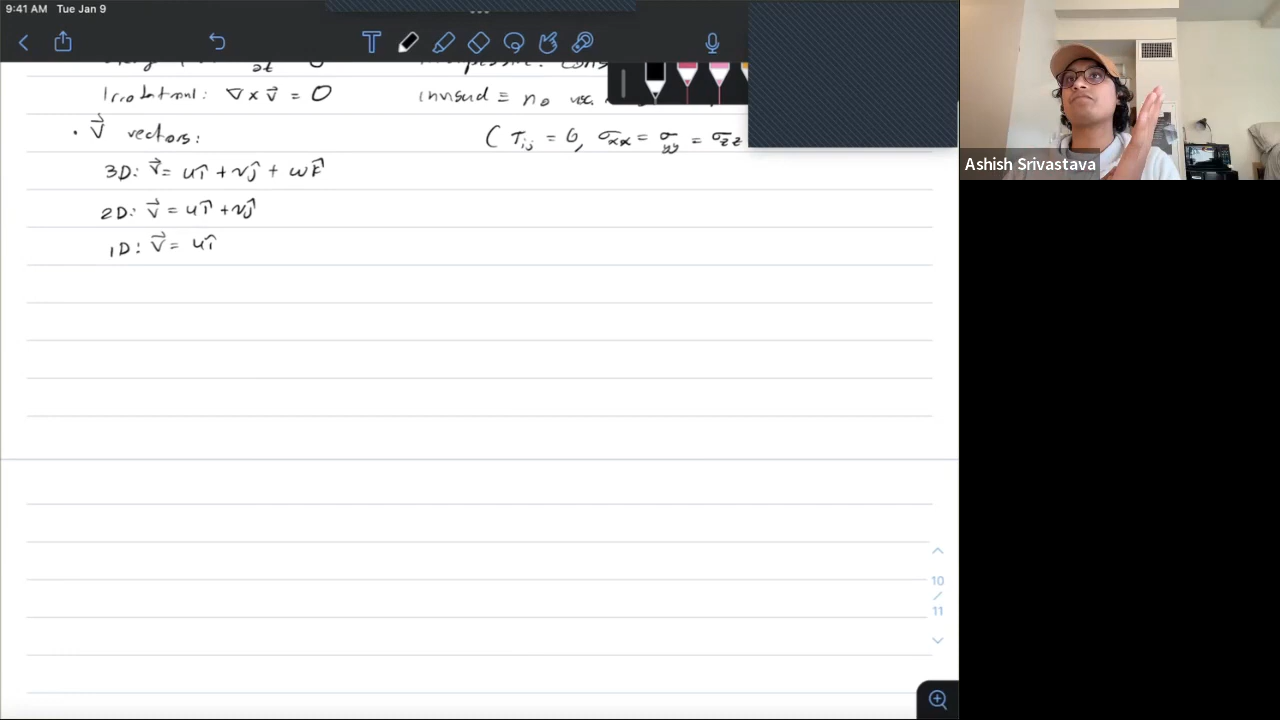 9:41 AM Tue Jan 9
∂t
Irrotational: ∇ × v⃗ = 0
inviscid ≡ no
• V⃗ vectors:
( τij = 0, σxx = σyy = σzz
3D: V⃗ = uî + vĵ + wk̂
2D: V⃗ = uî + vĵ
1D: V⃗ = uî
10
/
11
Ashish Srivastava